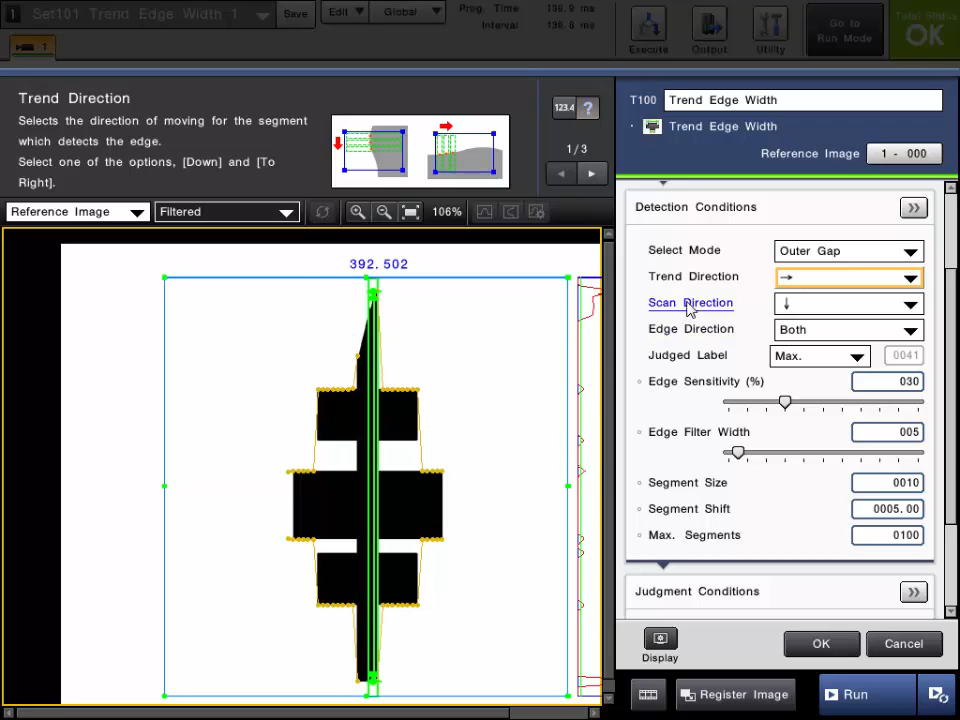 1 Set101 Trend Edge Width 1
Save
Edit
Global
Prog. Time 136.9 ms
Interval 136.6 ms
Execute
Output
Utility
Go to
Run Mode
Total Status
OK
1
Trend Direction
Selects the direction of moving for the segment
which detects the edge.
Select one of the options, [Down] and [To
Right].
123.4
?
1/3
T100 Trend Edge Width
Trend Edge Width
Reference Image 1 - 000
Reference Image
Filtered
106%
392.502
Detection Conditions
Select Mode Outer Gap
Trend Direction →
Scan Direction ↓
Edge Direction Both
Judged Label Max. 0041
Edge Sensitivity (%) 030
Edge Filter Width 005
Segment Size 0010
Segment Shift 0005.00
Max. Segments 0100
Judgment Conditions
Display
OK
Cancel
Register Image
Run